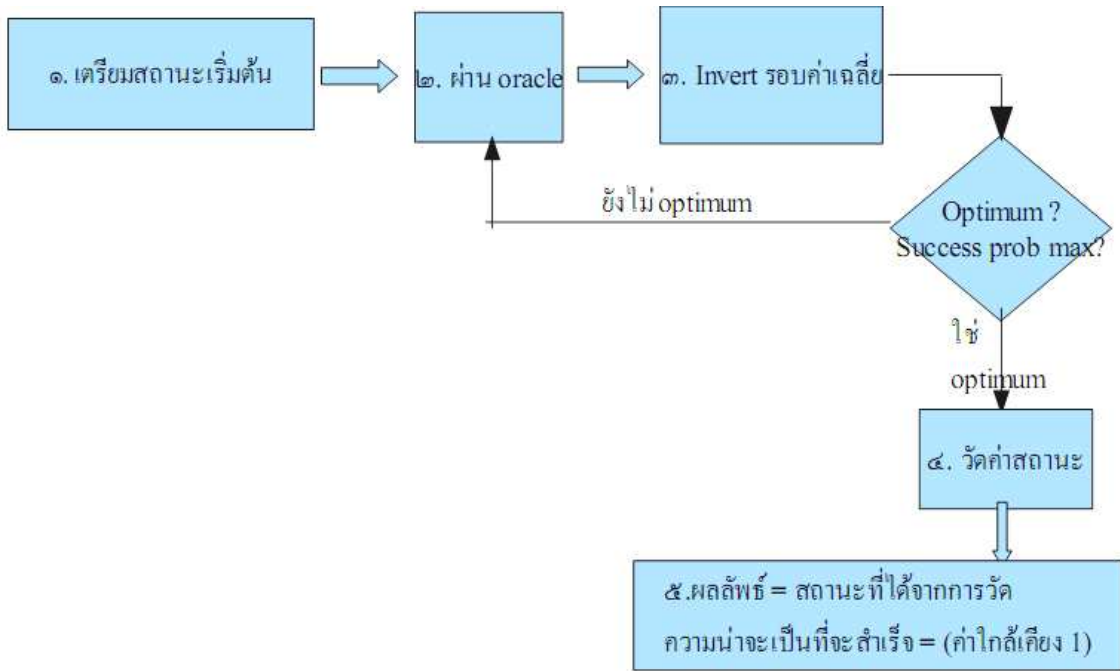 ๑. เตรียมสถานะเริ่มต้น
๒. ผ่าน oracle
๓. Invert รอบค่าเฉลี่ย
ยังไม่ optimum
Optimum ?
Success prob max?
ใช่
optimum
๔. วัดค่าสถานะ
๕.ผลลัพธ์ = สถานะที่ได้จากการวัด
ความน่าจะเป็นที่จะสำเร็จ = (ค่าใกล้เคียง 1)